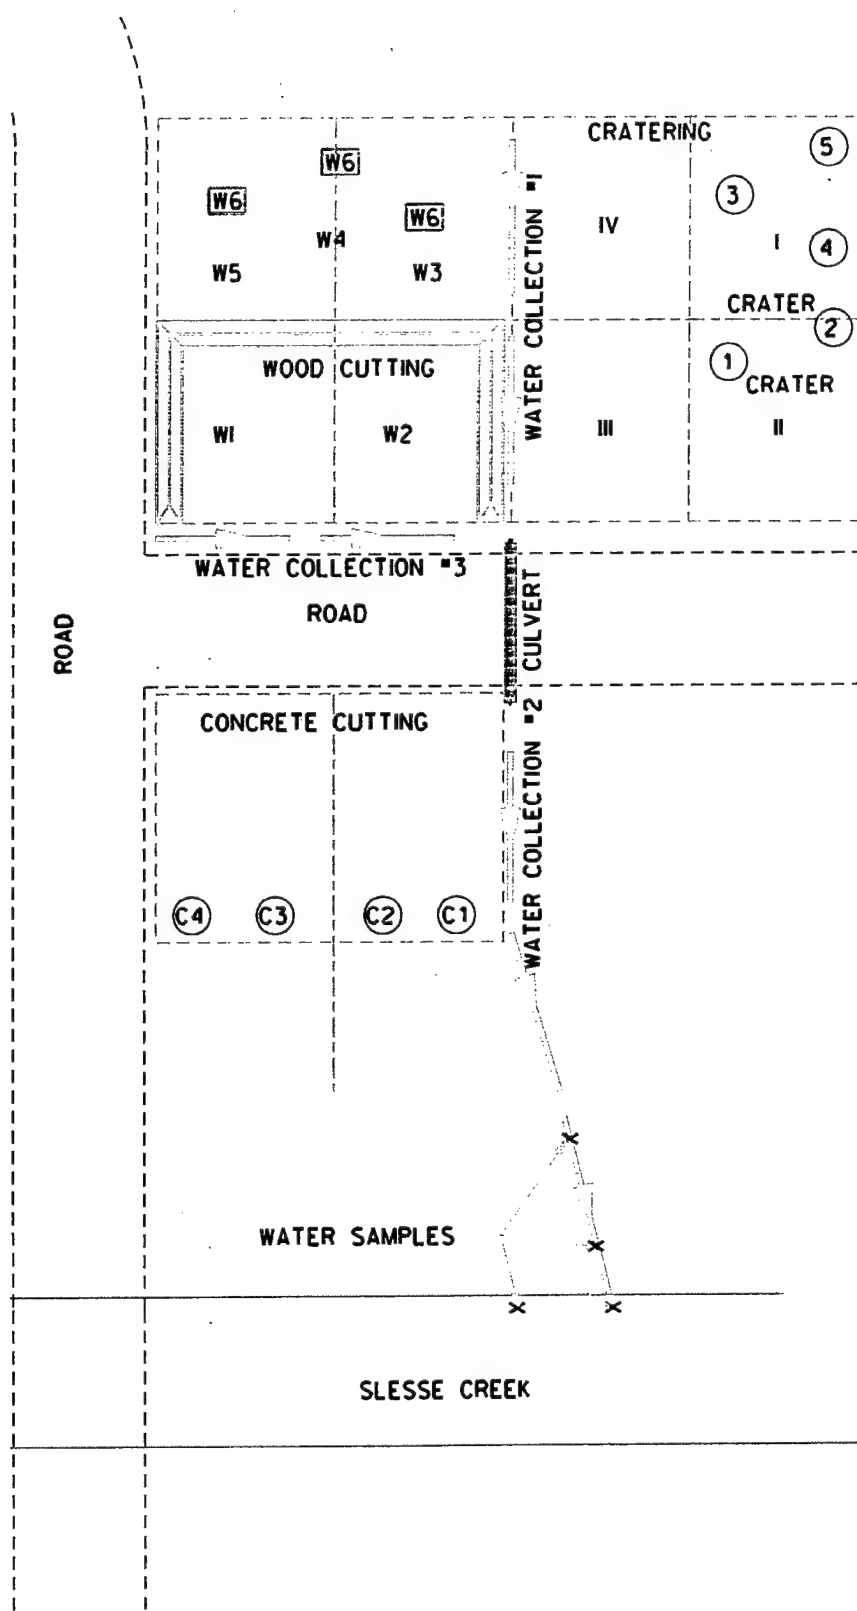 CRATERING
5
W6
3
W6
W6
IV
W4
I
4
W5
W3
WATER COLLECTION #1
CRATER
2
WOOD CUTTING
1
CRATER
W1
W2
III
II
WATER COLLECTION #3
ROAD
ROAD
CULVERT
CONCRETE CUTTING
WATER COLLECTION #2
C4
C3
C2
C1
WATER SAMPLES
X
X
X
X
SLESSE CREEK